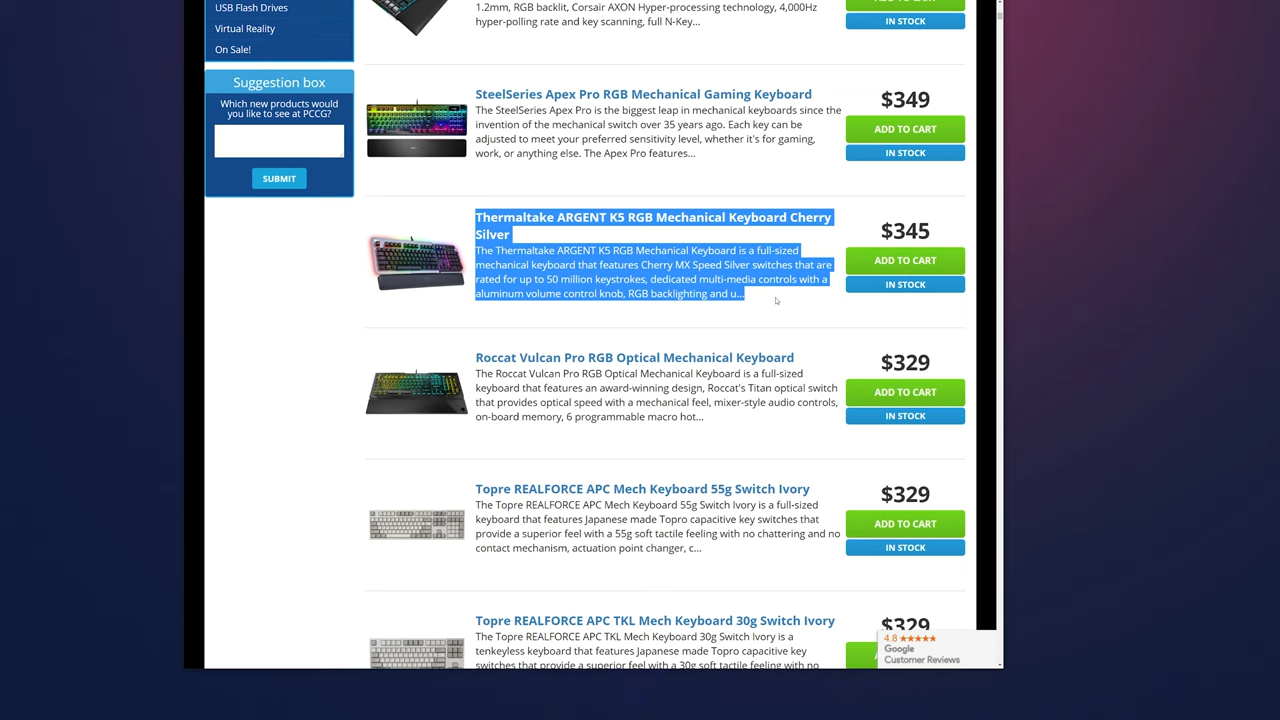 USB Flash Drives
Virtual Reality
On Sale!
Suggestion box
Which new products would
you like to see at PCCG?
SUBMIT
1.2mm, RGB backlit, Corsair AXON Hyper-processing technology, 4,000Hz
hyper-polling rate and key scanning, full N-Key...
IN STOCK
SteelSeries Apex Pro RGB Mechanical Gaming Keyboard
The SteelSeries Apex Pro is the biggest leap in mechanical keyboards since the
invention of the mechanical switch over 35 years ago. Each key can be
adjusted to meet your preferred sensitivity level, whether it's for gaming,
work, or anything else. The Apex Pro features...
$349
ADD TO CART
IN STOCK
Thermaltake ARGENT K5 RGB Mechanical Keyboard Cherry
Silver
The Thermaltake ARGENT K5 RGB Mechanical Keyboard is a full-sized
mechanical keyboard that features Cherry MX Speed Silver switches that are
rated for up to 50 million keystrokes, dedicated multi-media controls with a
aluminum volume control knob, RGB backlighting and u...
$345
ADD TO CART
IN STOCK
Roccat Vulcan Pro RGB Optical Mechanical Keyboard
The Roccat Vulcan Pro RGB Optical Mechanical Keyboard is a full-sized
keyboard that features an award-winning design, Roccat's Titan optical switch
that provides optical speed with a mechanical feel, mixer-style audio controls,
on-board memory, 6 programmable macro hot...
$329
ADD TO CART
IN STOCK
Topre REALFORCE APC Mech Keyboard 55g Switch Ivory
The Topre REALFORCE APC Mech Keyboard 55g Switch Ivory is a full-sized
keyboard that features Japanese made Topro capacitive key switches that
provide a superior feel with a 55g soft tactile feeling with no chattering and no
contact mechanism, actuation point changer, c...
$329
ADD TO CART
IN STOCK
Topre REALFORCE APC TKL Mech Keyboard 30g Switch Ivory
The Topre REALFORCE APC TKL Mech Keyboard 30g Switch Ivory is a
tenkeyless keyboard that features Japanese made Topro capacitive key
switches that provide a superior feel with a 30g soft tactile feeling with no
$329
4.8
Google
Customer Reviews